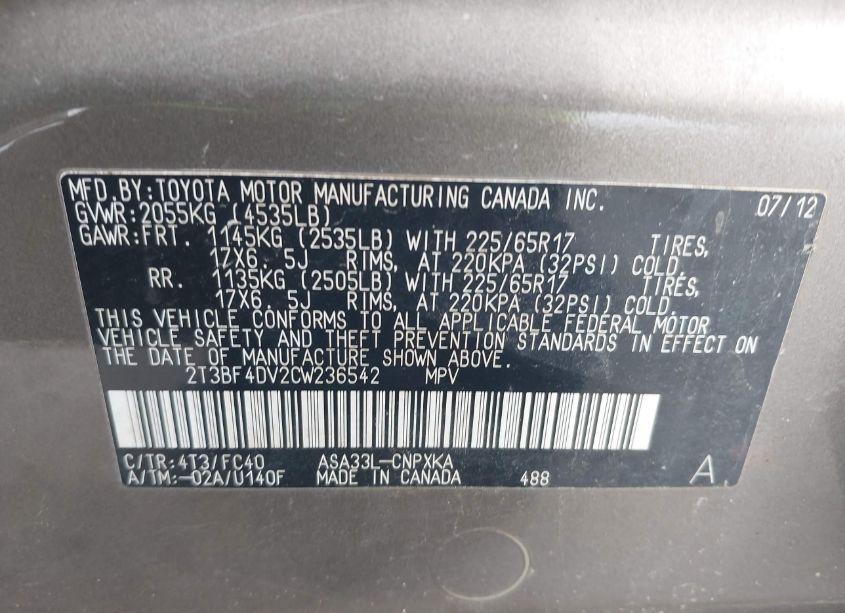 MFD.BY:TOYOTA MOTOR MANUFACTURING CANADA INC. 07/12
GVWR:2055KG (4535LB)
GAWR:FRT. 1145KG (2535LB) WITH 225/65R17 TIRES,
17X6. 5J RIMS, AT 220KPA (32PSI) COLD.
RR. 1135KG (2505LB) WITH 225/65R17 TIRES,
17X6. 5J RIMS, AT 220KPA (32PSI) COLD.
THIS VEHICLE CONFORMS TO ALL APPLICABLE FEDERAL MOTOR
VEHICLE SAFETY AND THEFT PREVENTION STANDARDS IN EFFECT ON
THE DATE OF MANUFACTURE SHOWN ABOVE.
2T3BF4DV2CW236542 MPV
C/TR:4T3/FC40 ASA33L-CNPXKA
A/TM:-02A/U140F MADE IN CANADA 488 A